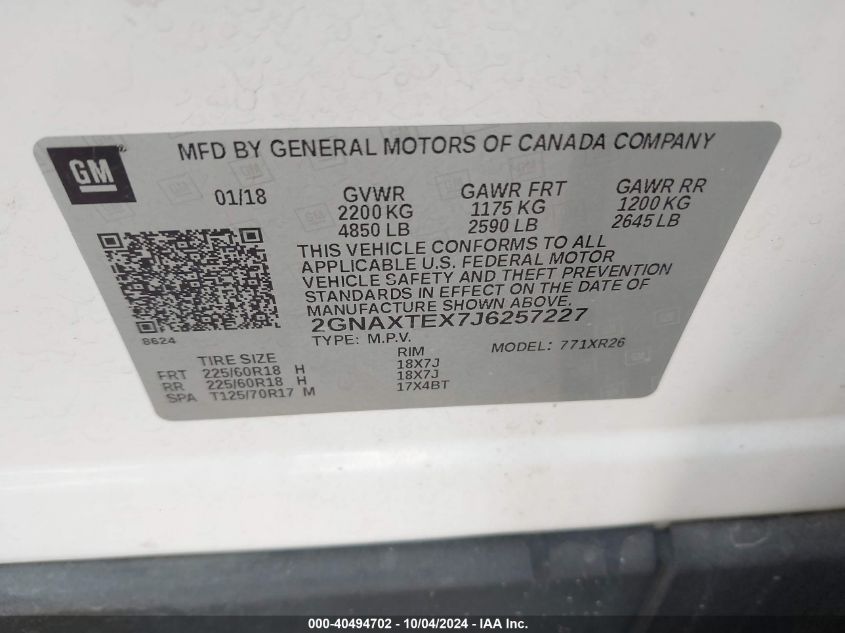 GM
MFD BY GENERAL MOTORS OF CANADA COMPANY
01/18 GVWR GAWR FRT GAWR RR
2200 KG 1175 KG 1200 KG
4850 LB 2590 LB 2645 LB
THIS VEHICLE CONFORMS TO ALL
APPLICABLE U.S. FEDERAL MOTOR
VEHICLE SAFETY AND THEFT PREVENTION
STANDARDS IN EFFECT ON THE DATE OF
MANUFACTURE SHOWN ABOVE.
2GNAXTEX7J6257227
8624
TYPE: M.P.V. MODEL: 771XR26
TIRE SIZE RIM
FRT 225/60R18 H 18X7J
RR 225/60R18 H 18X7J
SPA T125/70R17 M 17X4BT
000-40494702 - 10/04/2024 - IAA Inc.